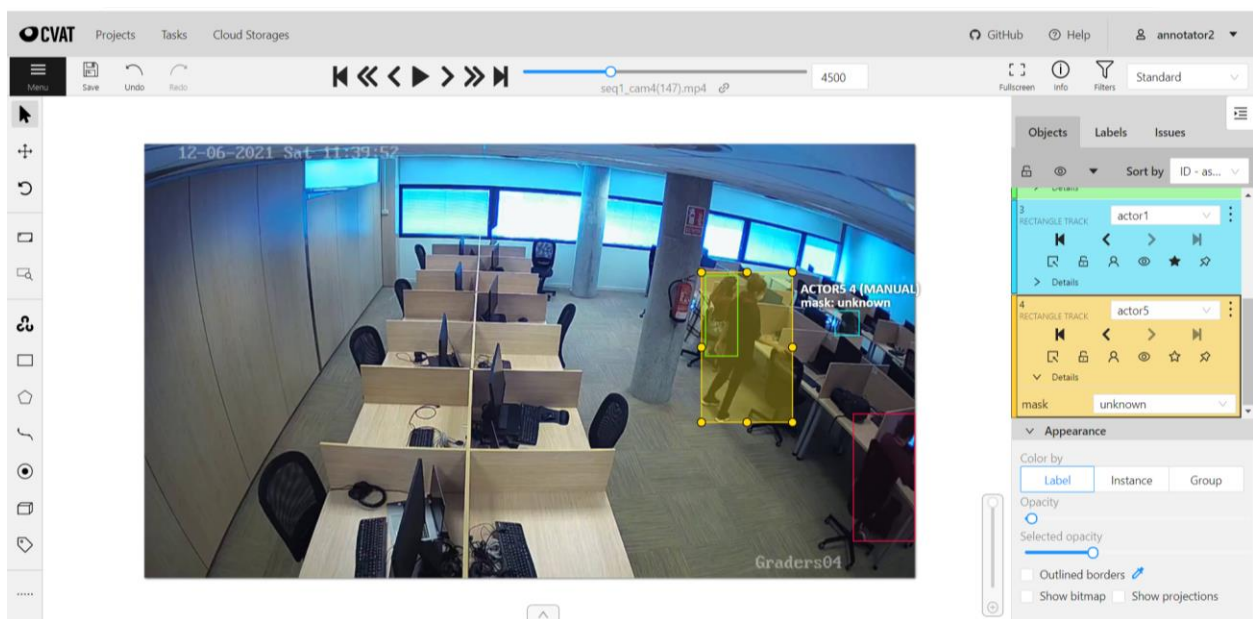 CVAT Projects Tasks Cloud Storages GitHub Help annotator2
Menu Save Undo Redo seq1_cam4(147).mp4 4500 Fullscreen Info Filters Standard
12-06-2021 Sat 11:39:52
ACTOR5 4 (MANUAL)
mask: unknown
Graders04
Objects Labels Issues
Sort by ID - as...
Details
3
RECTANGLE TRACK
actor1
Details
4
RECTANGLE TRACK
actor5
Details
mask unknown
Appearance
Color by
Label Instance Group
Opacity
Selected opacity
Outlined borders
Show bitmap Show projections